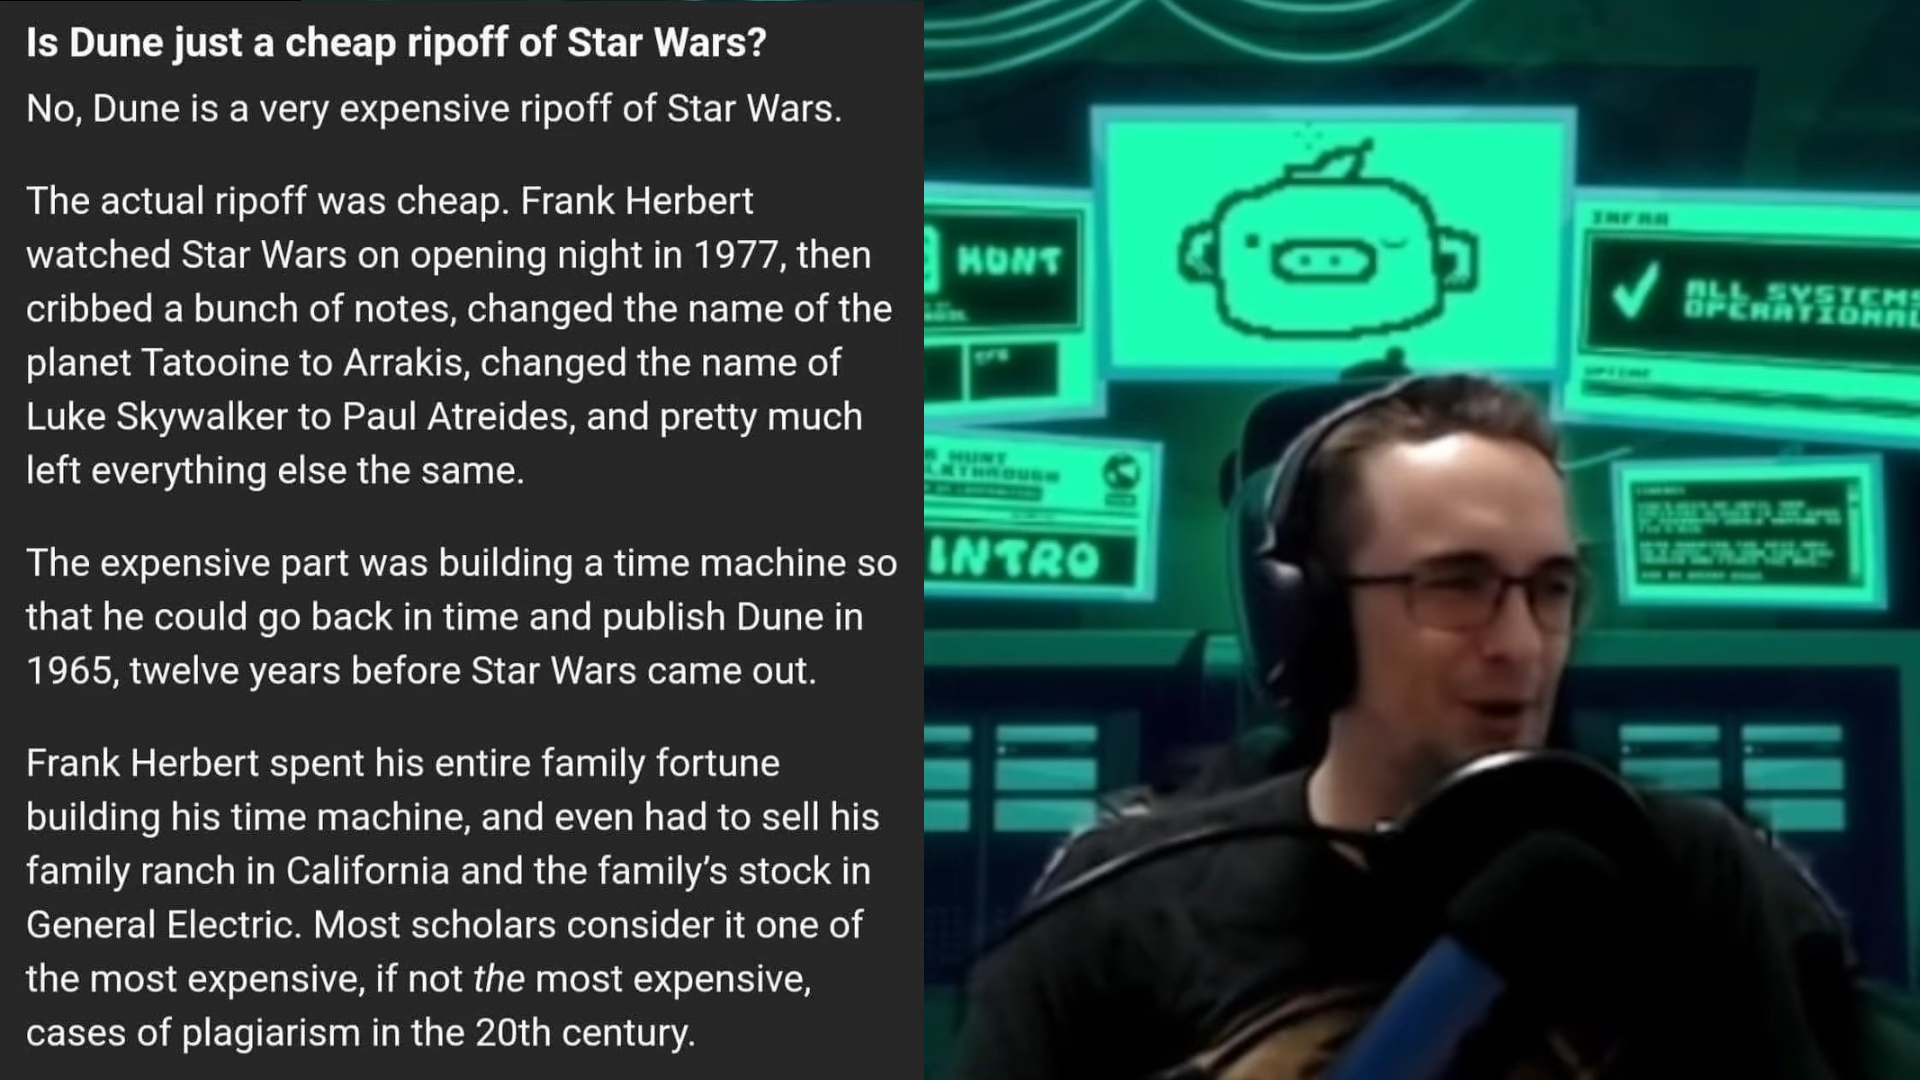 Is Dune just a cheap ripoff of Star Wars?
No, Dune is a very expensive ripoff of Star Wars.
The actual ripoff was cheap. Frank Herbert
watched Star Wars on opening night in 1977, then
cribbed a bunch of notes, changed the name of the
planet Tatooine to Arrakis, changed the name of
Luke Skywalker to Paul Atreides, and pretty much
left everything else the same.
The expensive part was building a time machine so
that he could go back in time and publish Dune in
1965, twelve years before Star Wars came out.
Frank Herbert spent his entire family fortune
building his time machine, and even had to sell his
family ranch in California and the family’s stock in
General Electric. Most scholars consider it one of
the most expensive, if not the most expensive,
cases of plagiarism in the 20th century.
HUNT
INFRA
ALL SYSTEMS
OPERATIONAL
UPTIME
HUNT
INTRO